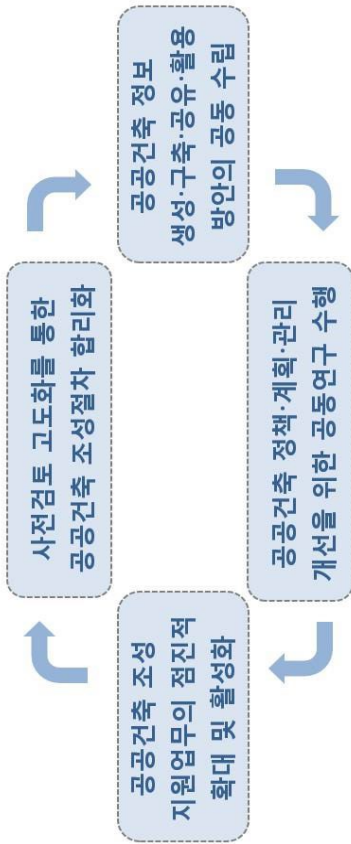 사전검토 고도화를 통한
공공건축 조성절차 합리화
공공건축 조성
지원업무의 점진적
확대 및 활성화
공공건축 정보
생성·구축·공유·활용
방안의 공동 수립
공공건축 정책·계획·관리
개선을 위한 공동연구 수행